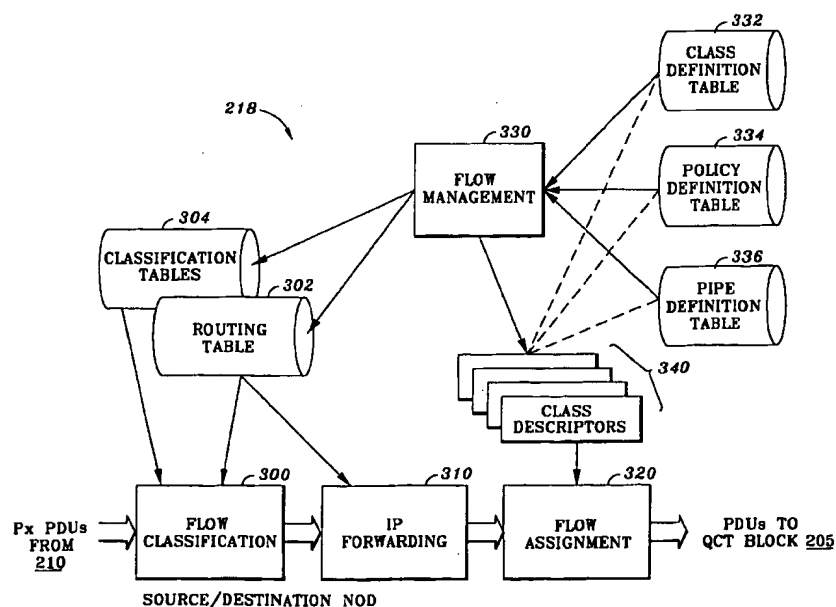 332
CLASS
DEFINITION
TABLE
218
330
FLOW
MANAGEMENT
334
POLICY
DEFINITION
TABLE
304
CLASSIFICATION
TABLES
302
ROUTING
TABLE
336
PIPE
DEFINITION
TABLE
340
CLASS
DESCRIPTORS
300
FLOW
CLASSIFICATION
310
IP
FORWARDING
320
FLOW
ASSIGNMENT
Px PDUs
FROM
210
PDUs TO
QCT BLOCK 205
SOURCE/DESTINATION NOD